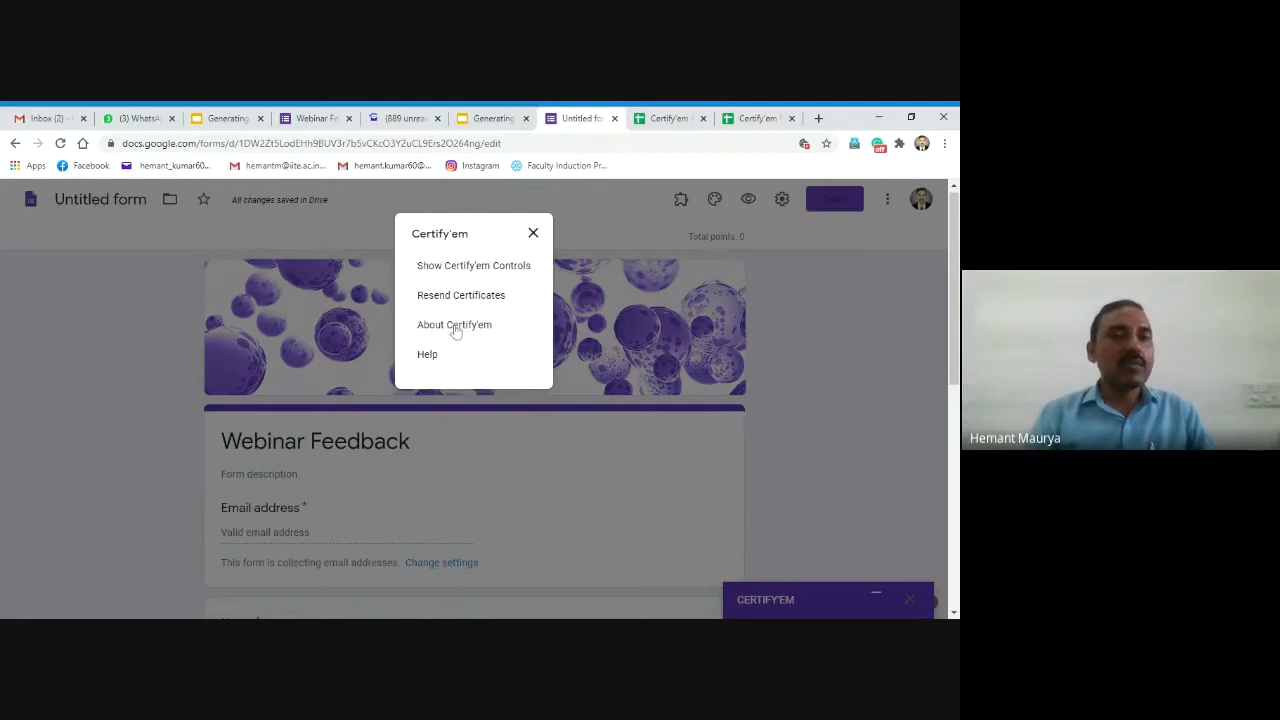 Inbox (2) -
(3) WhatsA
Generating
Webinar Fe
(889 unrea
Generating
Untitled for
Certify'em
Certify'em
docs.google.com/forms/d/1DW2Zt5LodEHh9BUV3r7b5vCKcO3Y2uCL9Ers2O264ng/edit
Apps
Facebook
hemant_kumar60...
hemantm@iite.ac.in...
hemant.kumar60@...
Instagram
Faculty Induction Pr...
off
Untitled form
All changes saved in Drive
Send
Total points: 0
Certify'em
Show Certify'em Controls
Resend Certificates
About Certify'em
Help
Webinar Feedback
Form description
Email address *
Valid email address
This form is collecting email addresses. Change settings
CERTIFY'EM
Hemant Maurya